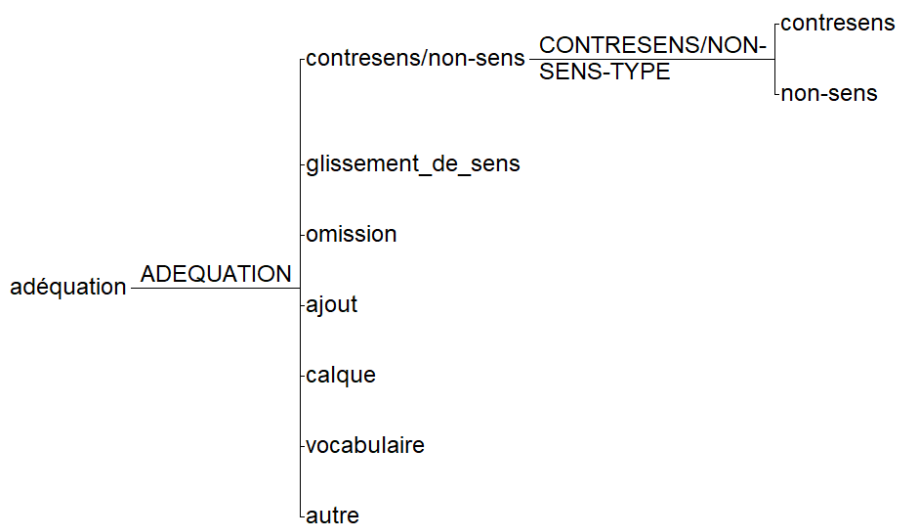 contresens
contresens/non-sens CONTRESENS/NON-
SENS-TYPE
non-sens
glissement_de_sens
omission
adéquation ADEQUATION
ajout
calque
vocabulaire
autre